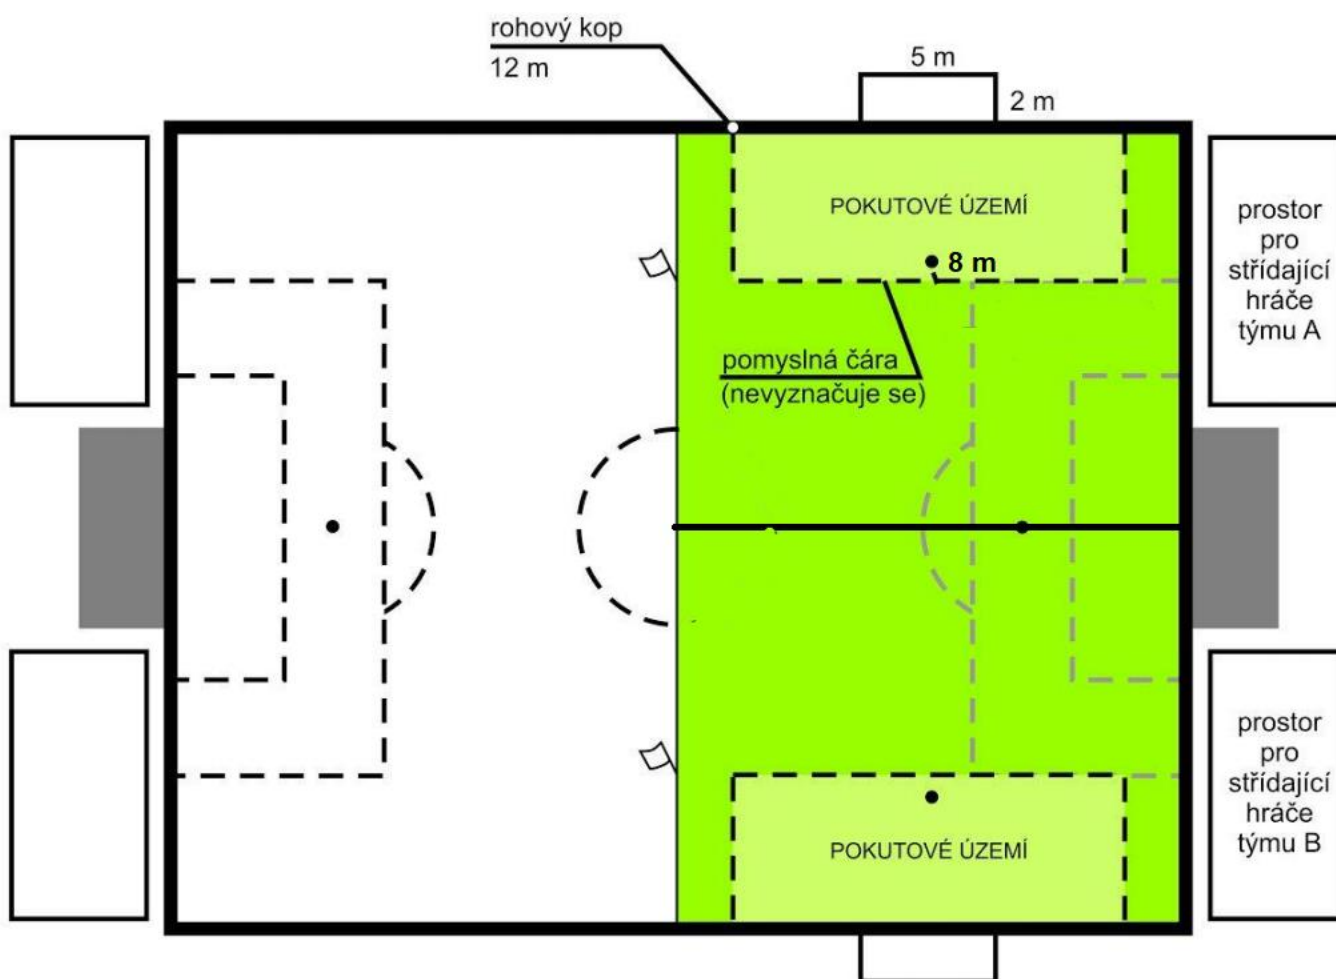 rohový kop
12 m
5 m
2 m
POKUTOVÉ ÚZEMÍ
8 m
pomyslná čára
(nevyznačuje se)
prostor
pro
střídající
hráče
týmu A
prostor
pro
střídající
hráče
týmu B
POKUTOVÉ ÚZEMÍ